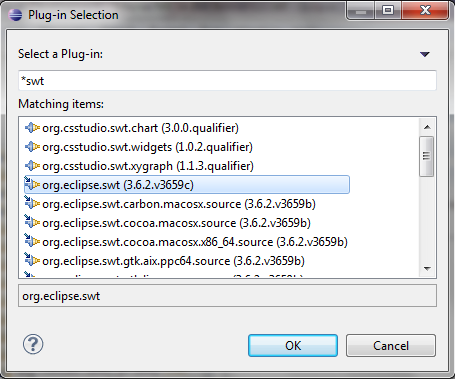 Plug-in Selection
Select a Plug-in:
*swt
Matching items:
org.csstudio.swt.chart (3.0.0.qualifier)
org.csstudio.swt.widgets (1.0.2.qualifier)
org.csstudio.swt.xygraph (1.1.3.qualifier)
org.eclipse.swt (3.6.2.v3659c)
org.eclipse.swt.carbon.macosx.source (3.6.2.v3659b)
org.eclipse.swt.cocoa.macosx.source (3.6.2.v3659b)
org.eclipse.swt.cocoa.macosx.x86_64.source (3.6.2.v3659b)
org.eclipse.swt.gtk.aix.ppc64.source (3.6.2.v3659b)
org.eclipse.swt
?
OK Cancel